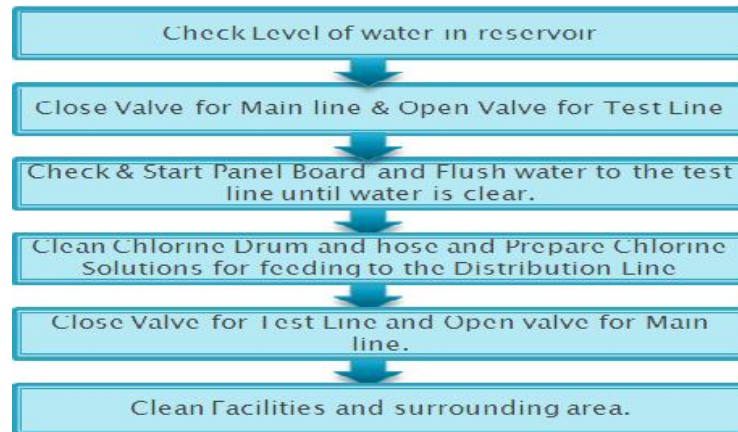 Check Level of water in reservoir
Close Valve for Main line & Open Valve for Test Line
Check & Start Panel Board and Flush water to the test
line until water is clear.
Clean Chlorine Drum and hose and Prepare Chlorine
Solutions for feeding to the Distribution Line
Close Valve for Test Line and Open valve for Main
line.
Clean Facilities and surrounding area.